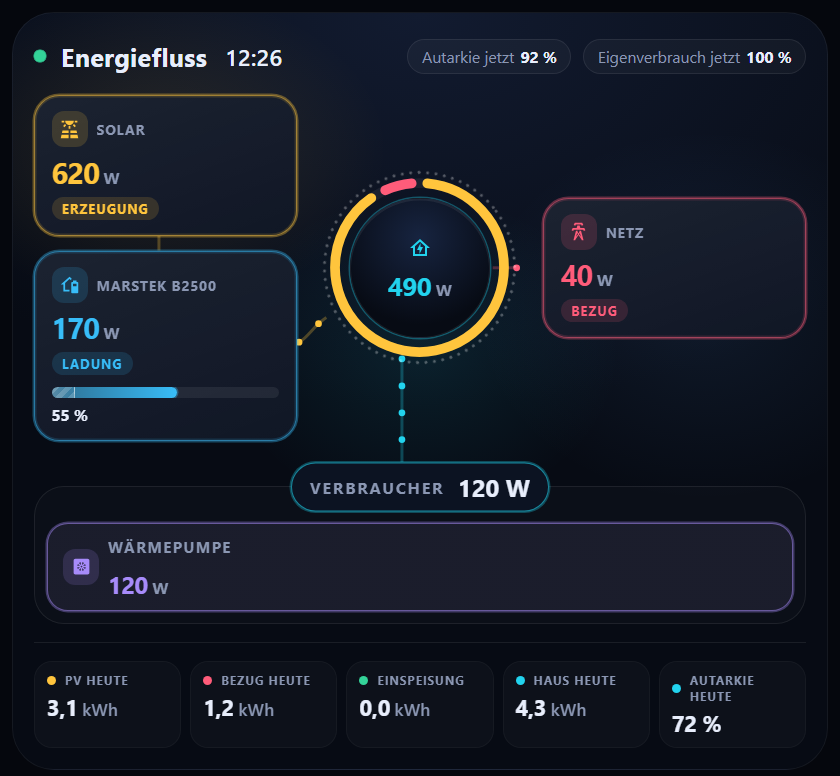 Energiefluss 12:26
Autarkie jetzt 92 %
Eigenverbrauch jetzt 100 %
SOLAR
620 W
ERZEUGUNG
MARSTEK B2500
170 W
LADUNG
55 %
490 W
NETZ
40 W
BEZUG
VERBRAUCHER 120 W
WÄRMEPUMPE
120 W
PV HEUTE
3,1 kWh
BEZUG HEUTE
1,2 kWh
EINSPEISUNG
0,0 kWh
HAUS HEUTE
4,3 kWh
AUTARKIE
HEUTE
72 %